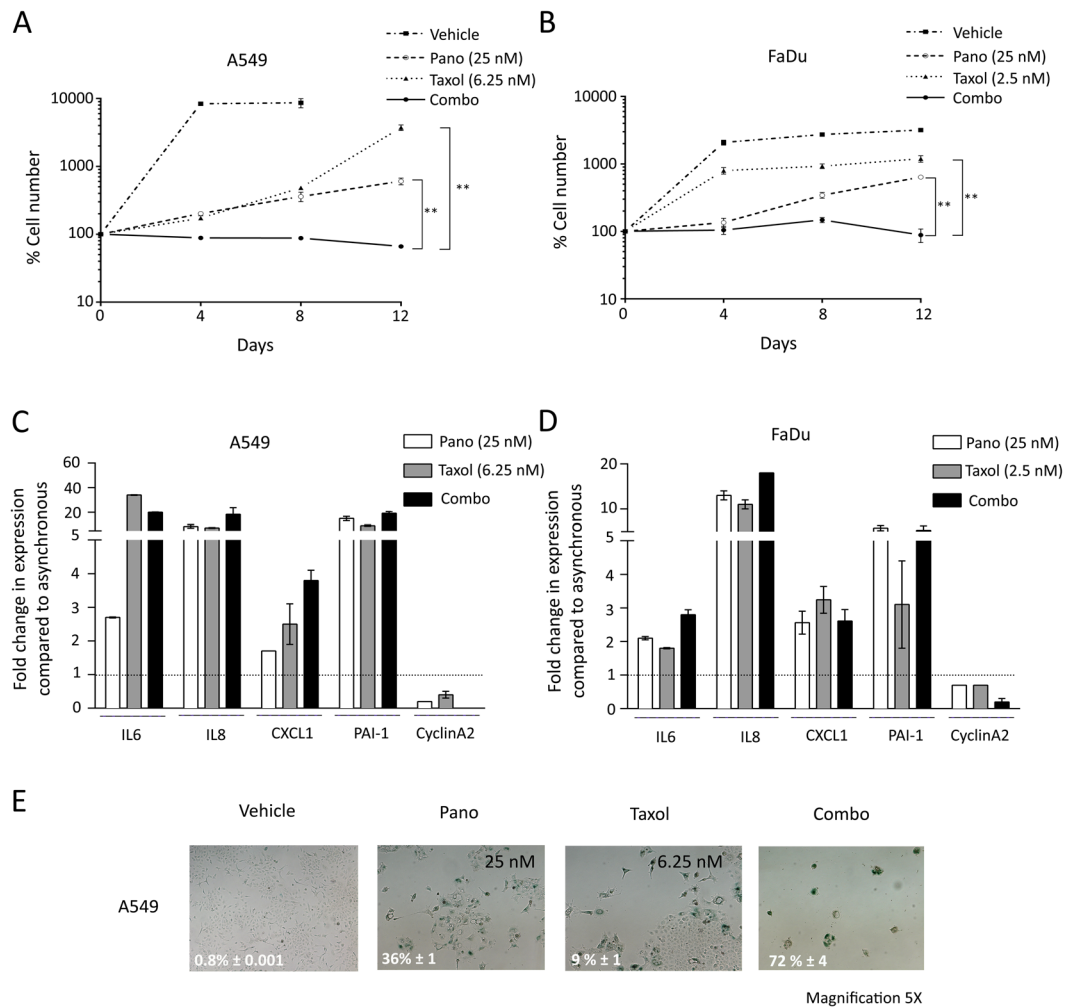 A
A549
Vehicle
Pano (25 nM)
Taxol (6.25 nM)
Combo
10000
1000
100
10
% Cell number
**
**
0 4 8 12
Days
B
FaDu
Vehicle
Pano (25 nM)
Taxol (2.5 nM)
Combo
10000
1000
100
10
% Cell number
**
**
0 4 8 12
Days
C
A549
Pano (25 nM)
Taxol (6.25 nM)
Combo
60
40
20
5
4
3
2
1
0
Fold change in expression
compared to asynchronous
IL6 IL8 CXCL1 PAI-1 CyclinA2
D
FaDu
Pano (25 nM)
Taxol (2.5 nM)
Combo
20
10
5
4
3
2
1
0
Fold change in expression
compared to asynchronous
IL6 IL8 CXCL1 PAI-1 CyclinA2
E
Vehicle Pano Taxol Combo
A549
25 nM
6.25 nM
0.8% ± 0.001
36% ± 1
9 % ± 1
72 % ± 4
Magnification 5X